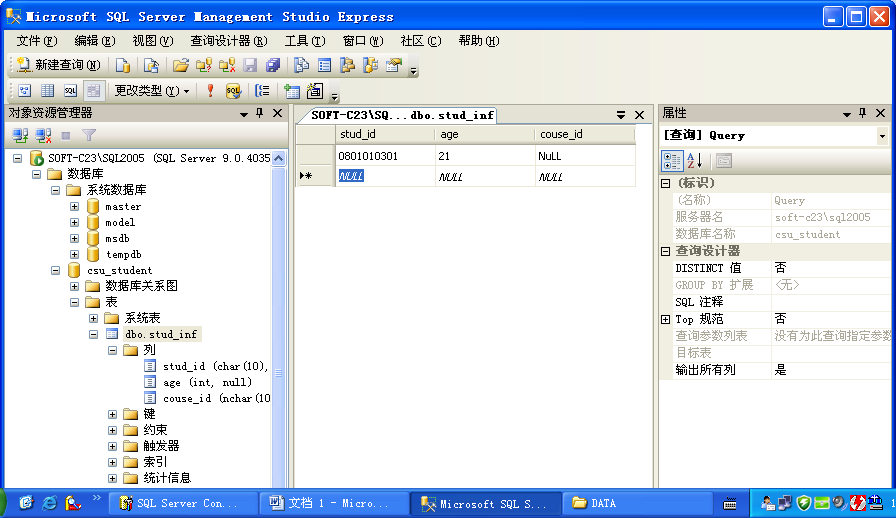 Microsoft SQL Server Management Studio Express
文件(F) 编辑(E) 视图(V) 查询设计器(R) 工具(T) 窗口(W) 社区(C) 帮助(H)
新建查询(N)
更改类型(Y)
对象资源管理器
SOFT-C23\SQL2005 (SQL Server 9.0.4035
数据库
系统数据库
master
model
msdb
tempdb
csu_student
数据库关系图
表
系统表
dbo.stud_inf
列
stud_id (char(10),
age (int, null)
couse_id (nchar(10
键
约束
触发器
索引
统计信息
SOFT-C23\SQ...dbo.stud_inf
stud_id age couse_id
0801010301 21 NuLL
NULL NULL NULL
属性
[查询] Query
(标识)
(名称) Query
服务器名 soft-c23\sql2005
数据库名称 csu_student
查询设计器
DISTINCT 值 否
GROUP BY 扩展 <无>
SQL 注释
Top 规范 否
查询参数列表 没有为此查询指定参数
目标表
输出所有列 是
SQL Server Con... 文档 1 - Micro... Microsoft SQL S... DATA 1